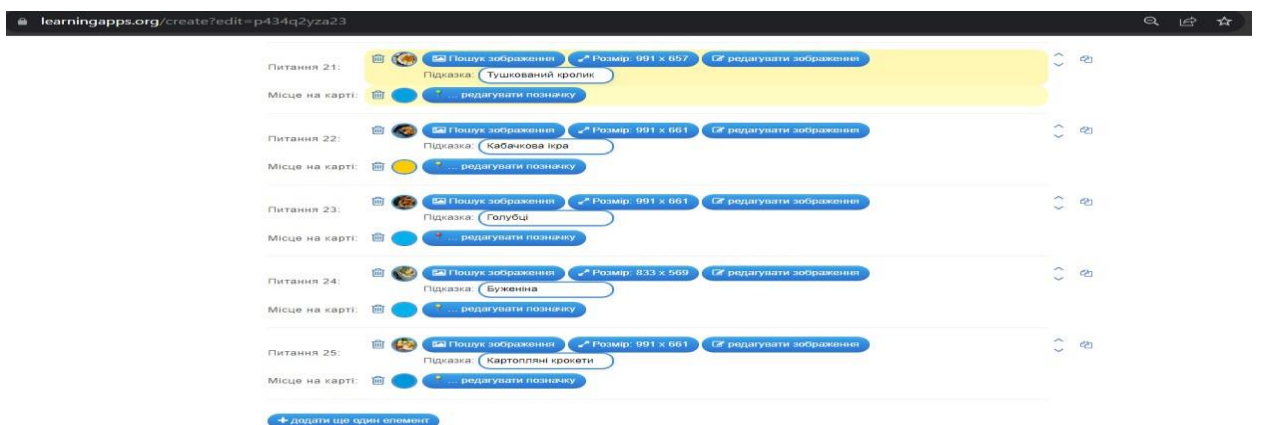 learningapps.org/create?edit=p434q2yza23
Питання 21:
Пошук зображення Розмір: 991 x 657 редагувати зображення
Підказка: Тушкований кролик
Місце на карті: ... редагувати позначку
Питання 22:
Пошук зображення Розмір: 991 x 661 редагувати зображення
Підказка: Кабачкова ікра
Місце на карті: ... редагувати позначку
Питання 23:
Пошук зображення Розмір: 991 x 661 редагувати зображення
Підказка: Голубці
Місце на карті: ... редагувати позначку
Питання 24:
Пошук зображення Розмір: 833 x 569 редагувати зображення
Підказка: Буженіна
Місце на карті: ... редагувати позначку
Питання 25:
Пошук зображення Розмір: 991 x 661 редагувати зображення
Підказка: Картопляні крокети
Місце на карті: ... редагувати позначку
+ додати ще один елемент